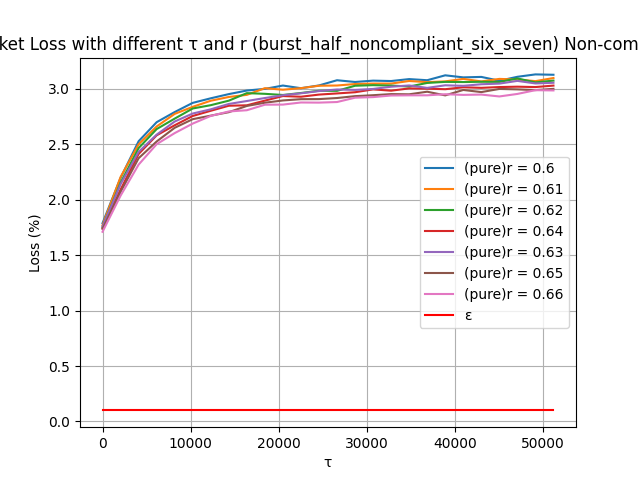 ket Loss with different τ and r (burst_half_noncompliant_six_seven) Non-com
Loss (%)
3.0
2.5
2.0
1.5
1.0
0.5
0.0
(pure)r = 0.6
(pure)r = 0.61
(pure)r = 0.62
(pure)r = 0.64
(pure)r = 0.63
(pure)r = 0.65
(pure)r = 0.66
ε
0 10000 20000 30000 40000 50000
τ